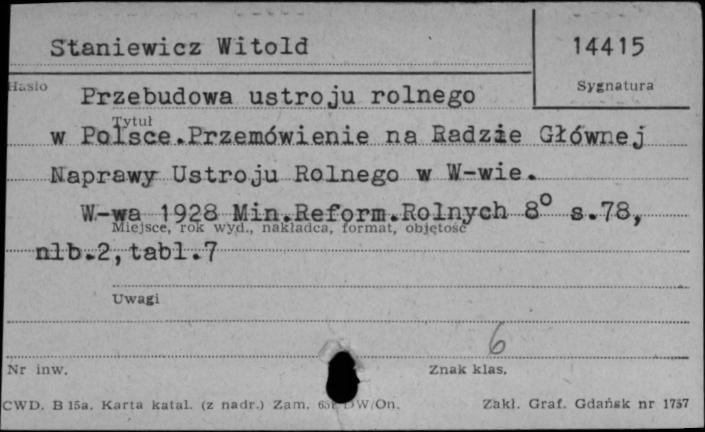 Staniewicz Witold
14415
Hasło
Sygnatura
Przebudowa ustroju rolnego
Tytuł
w Polsce.Przemówienie na Radzie Głównej
Naprawy Ustroju Rolnego w W-wie.
W-wa 1928 Min.Reform.Rolnych 8° s.78,
Miejsce, rok wyd., nakładca, format, objętość
nlb.2,tabl.7
Uwagi
6
Nr inw.
Znak klas.
CWD. B 15a. Karta katal. (z nadr.) Zam. DW/On.
Zakł. Graf. Gdańsk nr 1757